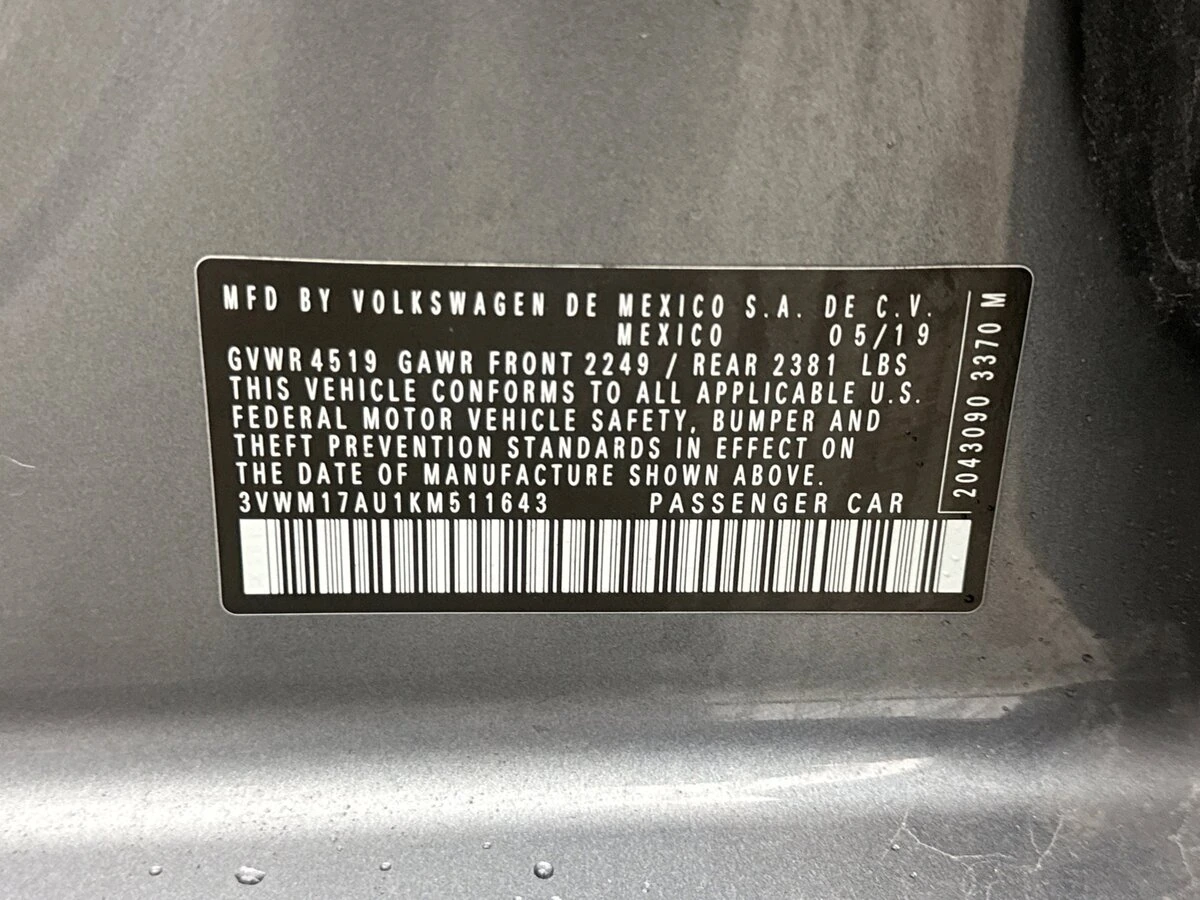 MFD BY VOLKSWAGEN DE MEXICO S.A. DE C.V.
MEXICO 05/19
GVWR 4519 GAWR FRONT 2249 / REAR 2381 LBS
THIS VEHICLE CONFORMS TO ALL APPLICABLE U.S.
FEDERAL MOTOR VEHICLE SAFETY, BUMPER AND
THEFT PREVENTION STANDARDS IN EFFECT ON
THE DATE OF MANUFACTURE SHOWN ABOVE.
3VWM17AU1KM511643 PASSENGER CAR
2043090 3370 M